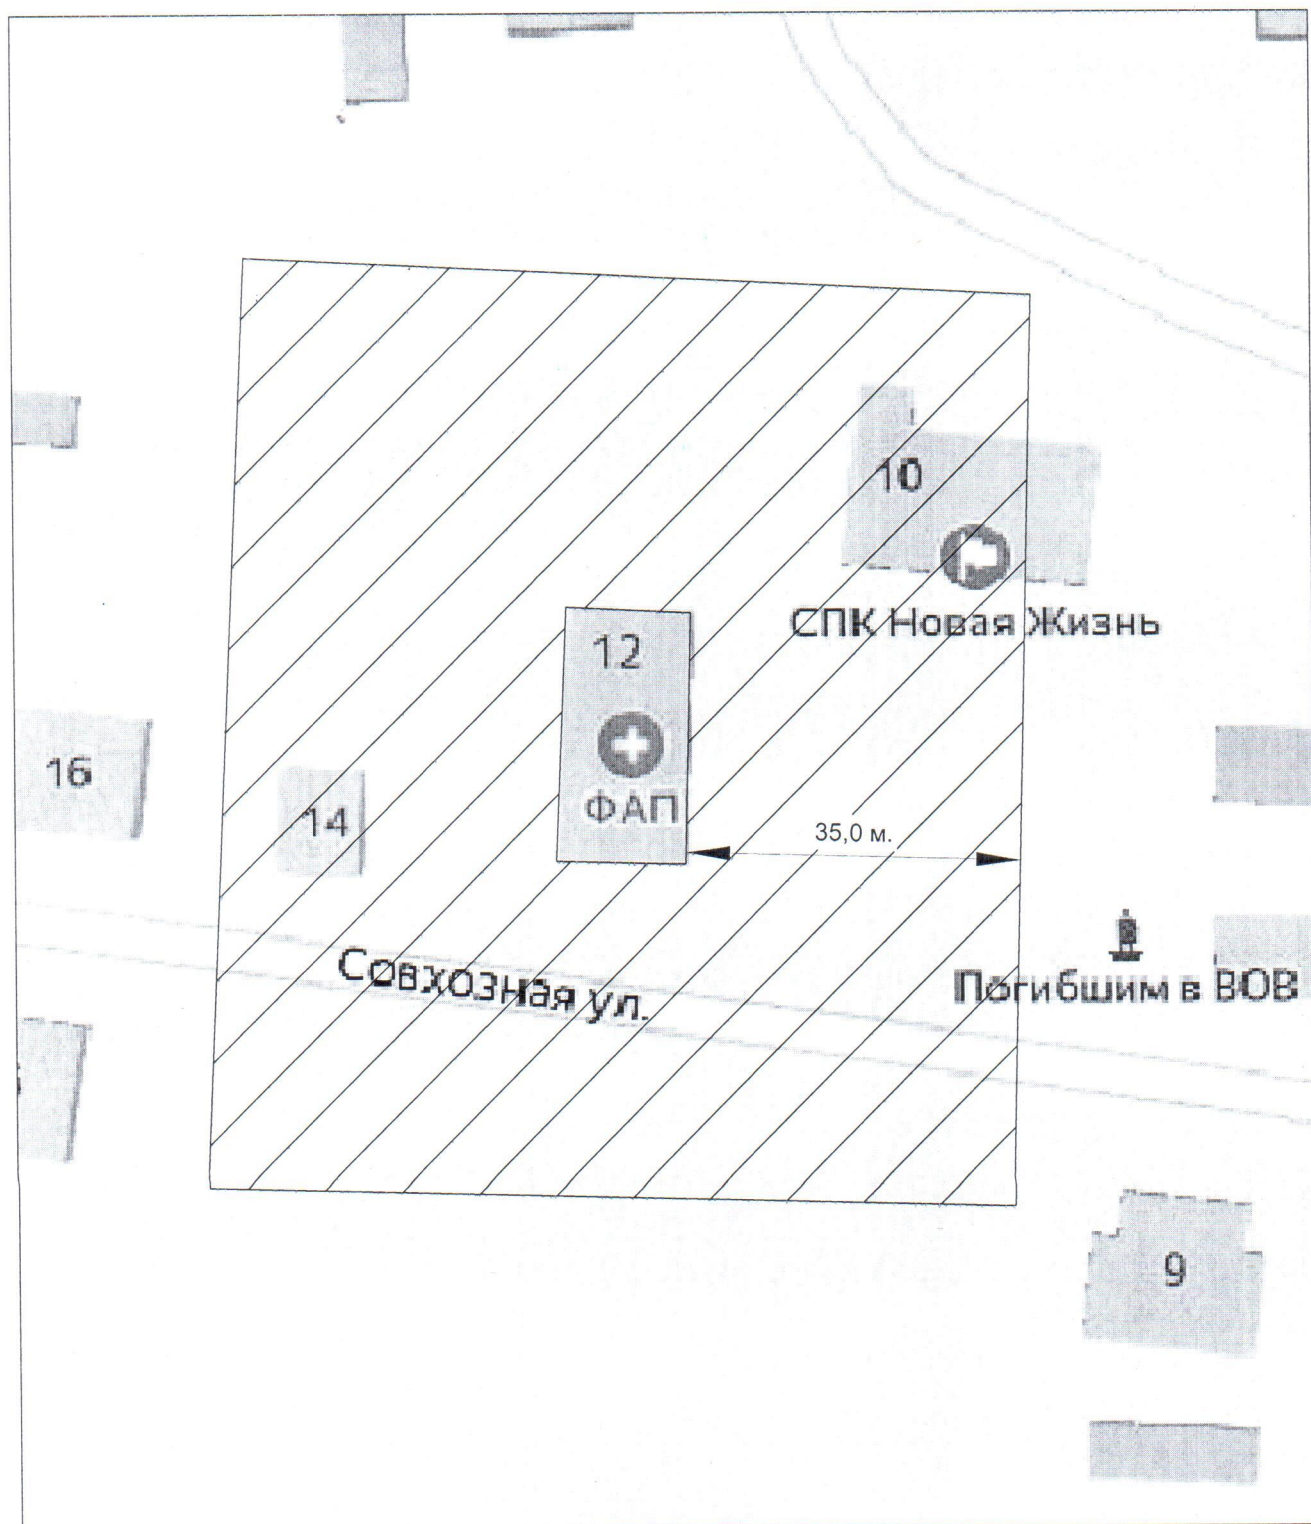 10
СПК Новая Жизнь
12
ФАП
16
14
35,0 м.
Совхозная ул.
Погибшим в ВОВ
9